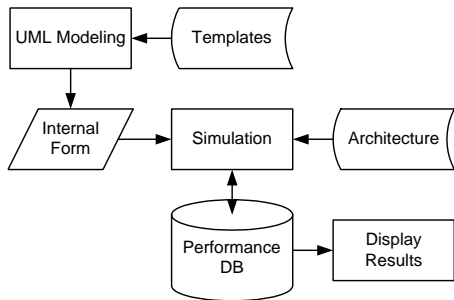 UML Modeling
Templates
Internal
Form
Simulation
Architecture
Performance
DB
Display
Results